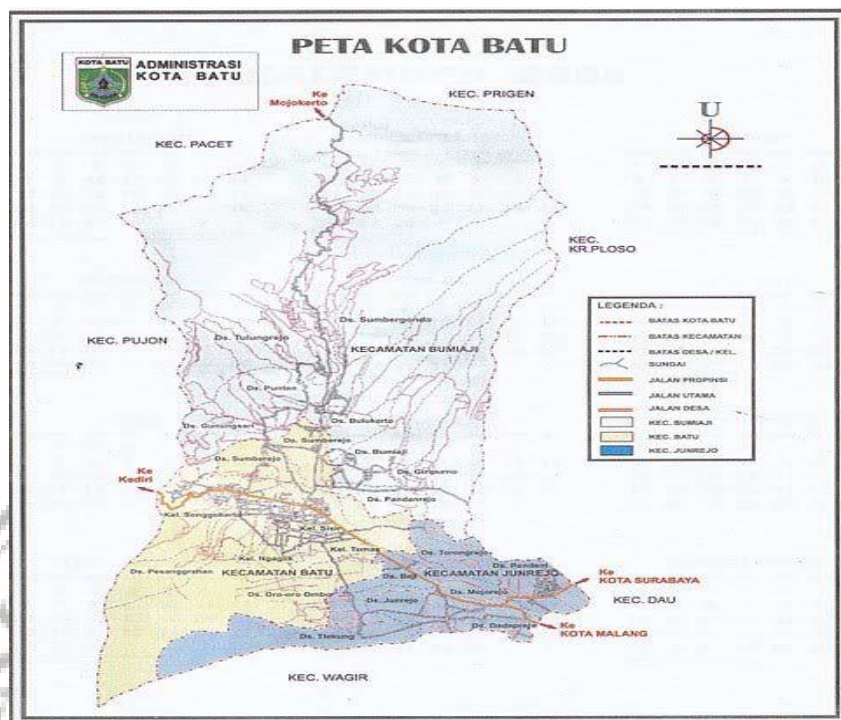 PETA KOTA BATU
KOTA BATU
ADMINISTRASI
KOTA BATU
Ke
Mojokerto
KEC. PRIGEN
U
KEC. PACET
KEC.
KR.PLOSO
KEC. PUJON
Ds. Sumbergondo
Ds. Tulungrejo
KECAMATAN BUMIAJI
LEGENDA :
BATAS KOTA BATU
BATAS KECAMATAN
BATAS DESA / KEL.
SUNGAI
JALAN PROPINSI
JALAN UTAMA
JALAN DESA
KEC. BUMIAJI
KEC. BATU
KEC. JUNREJO
Ds. Punten
Ds. Bulukerto
Ds. Gunungsari
Ds. Sumberejo
Ds. Sumberejo
Ds. Bumiaji
Ds. Giripurno
Ke
Kediri
Ds. Pandanrejo
Kel. Songgokerto
Kel. Sisir
Kel. Temas
Kel. Ngaglik
Ds. Torongrejo
Ds. Pendem
Ds. Pesanggrahan
KECAMATAN BATU
Ds. Beji
KECAMATAN JUNREJO
Ke
KOTA SURABAYA
Ds. Oro-oro Ombo
Ds. Junrejo
Ds. Mojorejo
KEC. DAU
Ds. Tlekung
Ds. Dadaprejo
Ke
KOTA MALANG
KEC. WAGIR